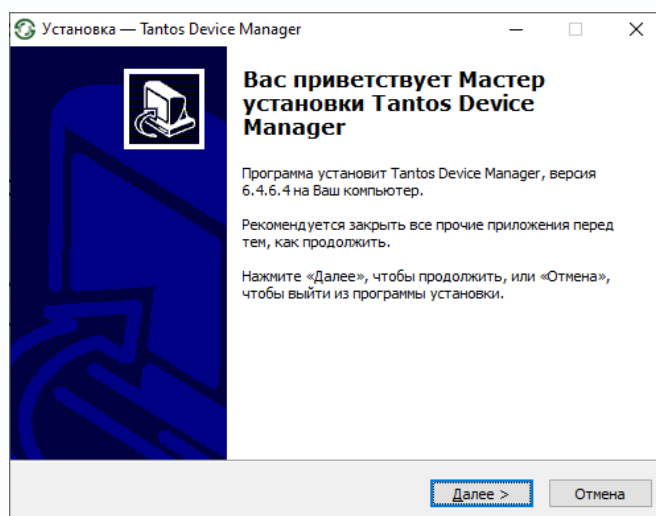 Установка — Tantos Device Manager
Вас приветствует Мастер
установки Tantos Device
Manager
Программа установит Tantos Device Manager, версия
6.4.6.4 на Ваш компьютер.
Рекомендуется закрыть все прочие приложения перед
тем, как продолжить.
Нажмите «Далее», чтобы продолжить, или «Отмена»,
чтобы выйти из программы установки.
Далее >
Отмена